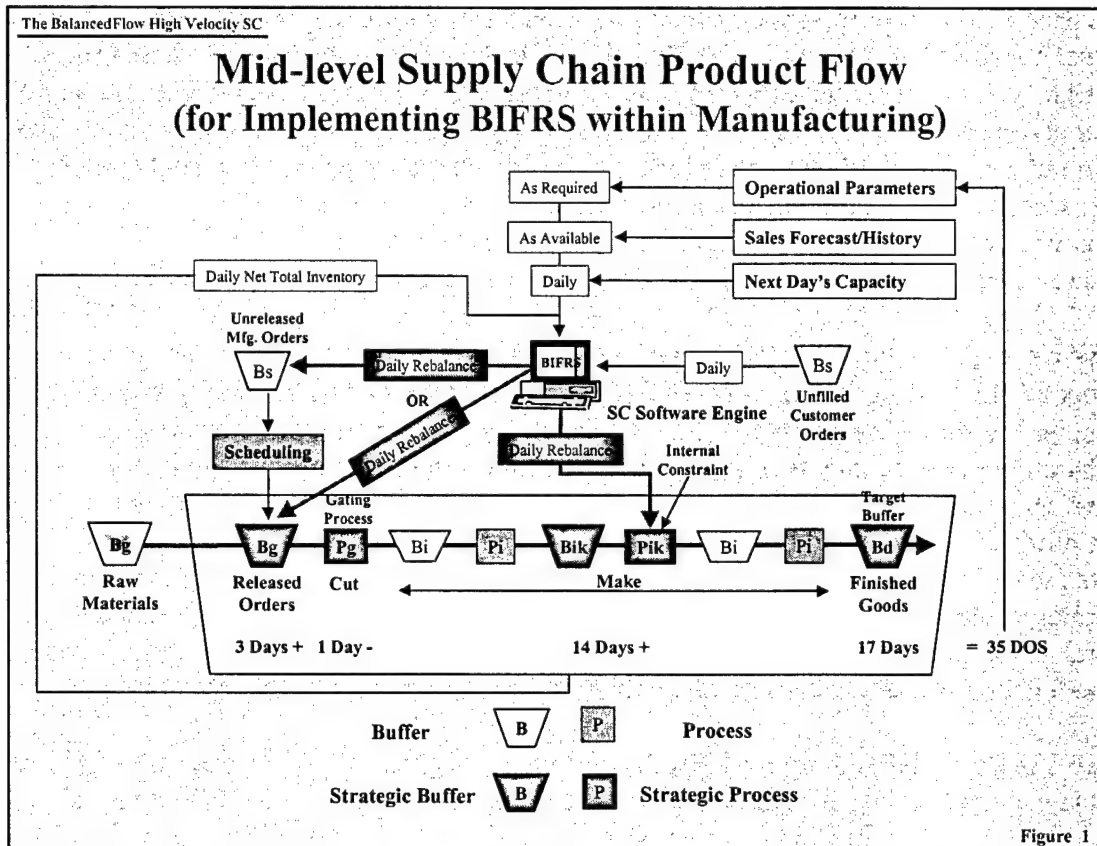 The BalancedFlow High Velocity SC
Mid-level Supply Chain Product Flow
(for Implementing BIFRS within Manufacturing)
As Required
Operational Parameters
As Available
Sales Forecast/History
Daily Net Total Inventory
Daily
Next Day's Capacity
Unreleased
Mfg. Orders
Bs
Daily Rebalance
BIFRS
Daily
Bs
OR
SC Software Engine
Unfilled
Customer
Orders
Daily Rebalance
Scheduling
Daily Rebalance
Internal
Constraint
Gating
Process
Target
Buffer
Bg
Bg
Pg
Bi
Pi
Bik
Pik
Bi
Pi
Bd
Raw
Materials
Released
Orders
Cut
Make
Finished
Goods
3 Days + 1 Day -
14 Days +
17 Days
= 35 DOS
Buffer
B
P
Process
Strategic Buffer
B
P
Strategic Process
Figure 1